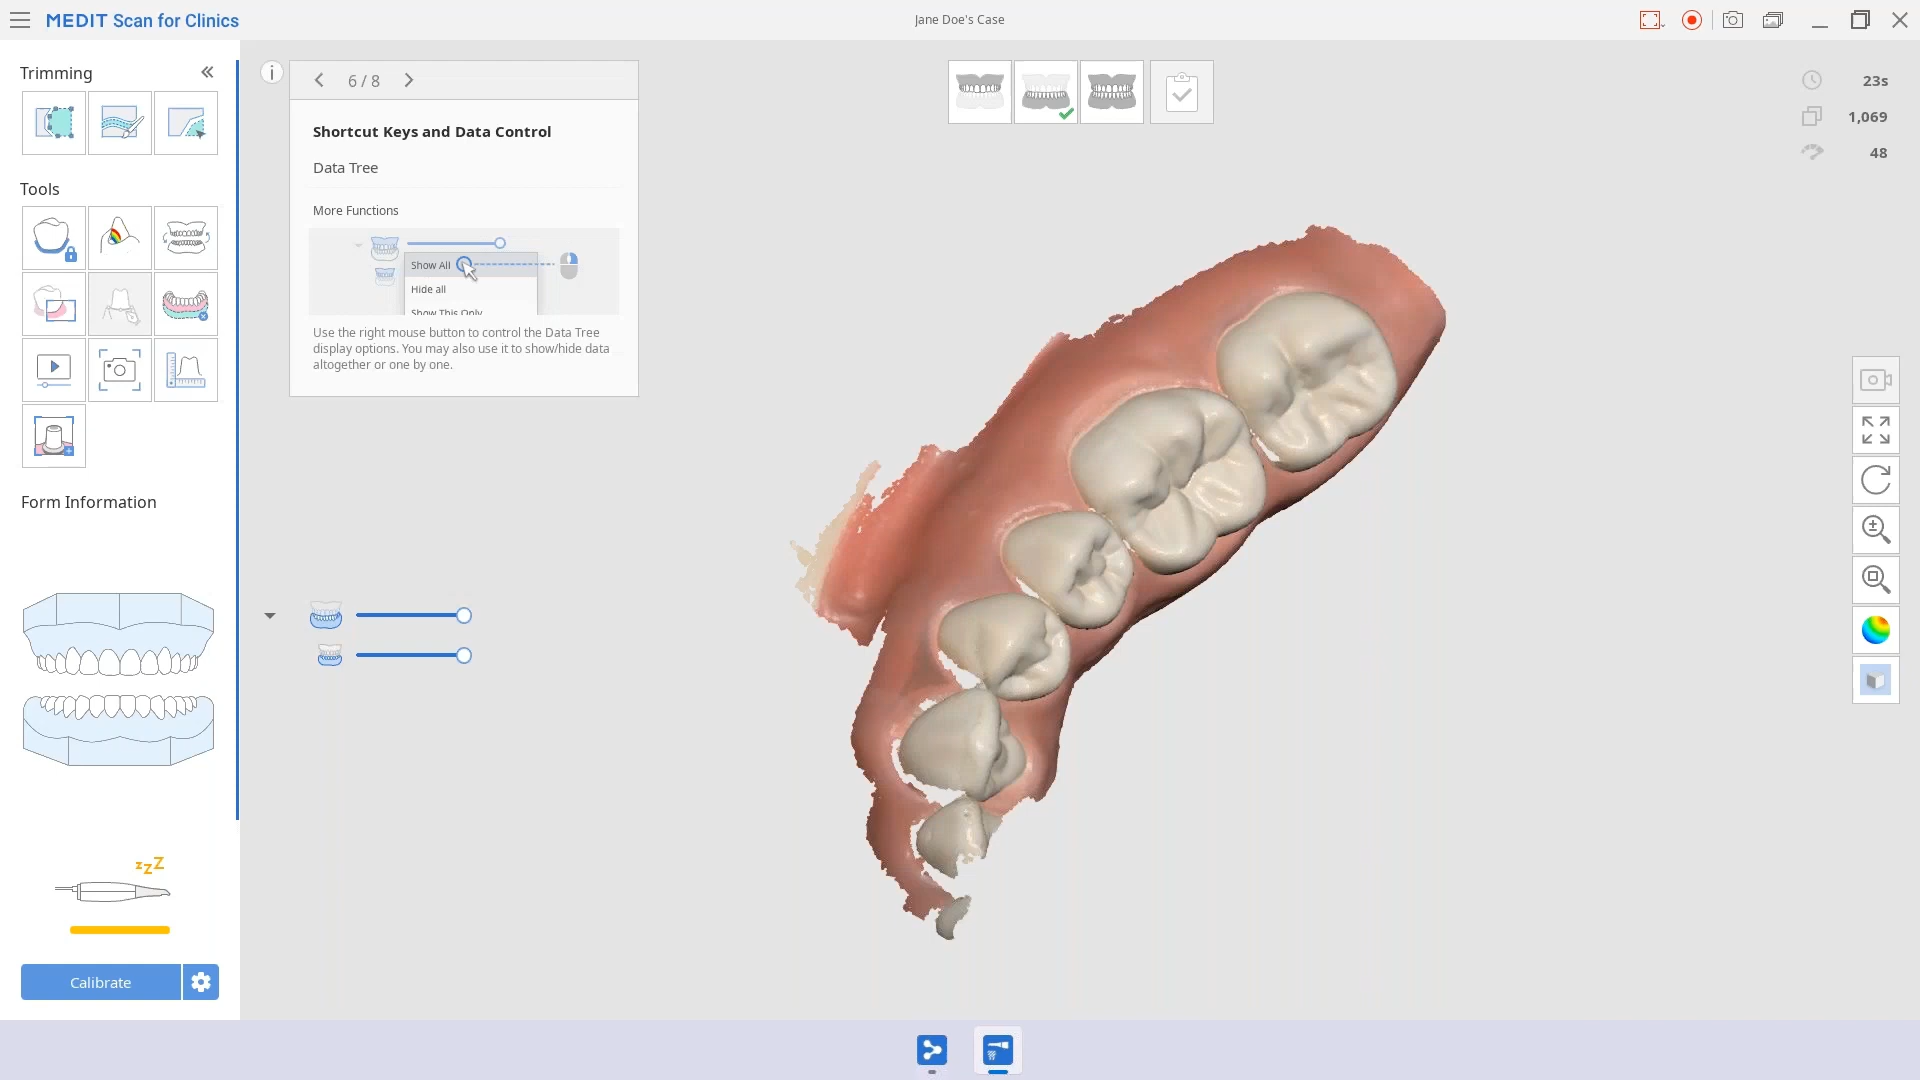 MEDIT Scan for Clinics
Jane Doe's Case
Trimming
6 / 8
Shortcut Keys and Data Control
Data Tree
More Functions
Show All
Hide all
Show This Only
Use the right mouse button to control the Data Tree
display options. You may also use it to show/hide data
altogether or one by one.
23s
1,069
48
Tools
Form Information
zzZ
Calibrate